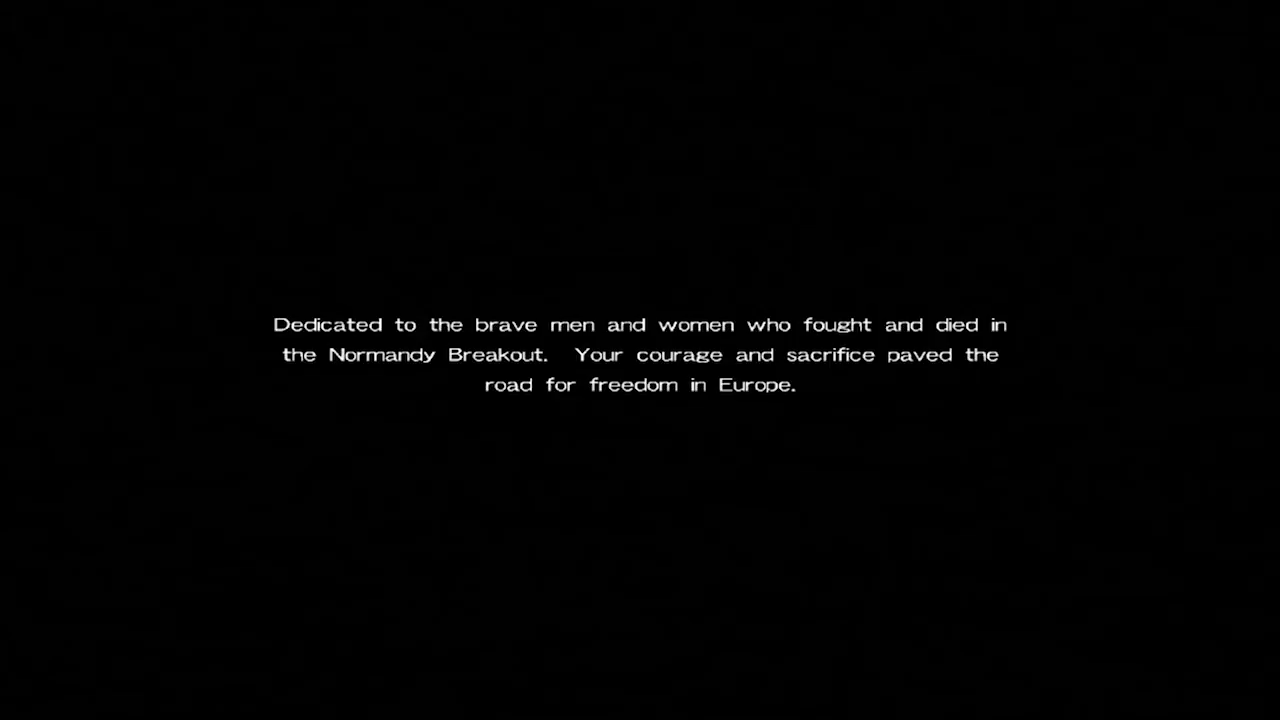 Dedicated to the brave men and women who fought and died in
the Normandy Breakout.  Your courage and sacrifice paved the
road for freedom in Europe.